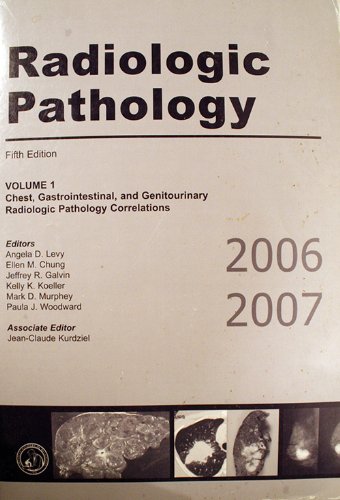 Radiologic
Pathology
Fifth Edition
VOLUME 1
Chest, Gastrointestinal, and Genitourinary
Radiologic Pathology Correlations
Editors
Angela D. Levy
Ellen M. Chung
Jeffrey R. Galvin
Kelly K. Koeller
Mark D. Murphey
Paula J. Woodward
2006
2007
Associate Editor
Jean-Claude Kurdziel